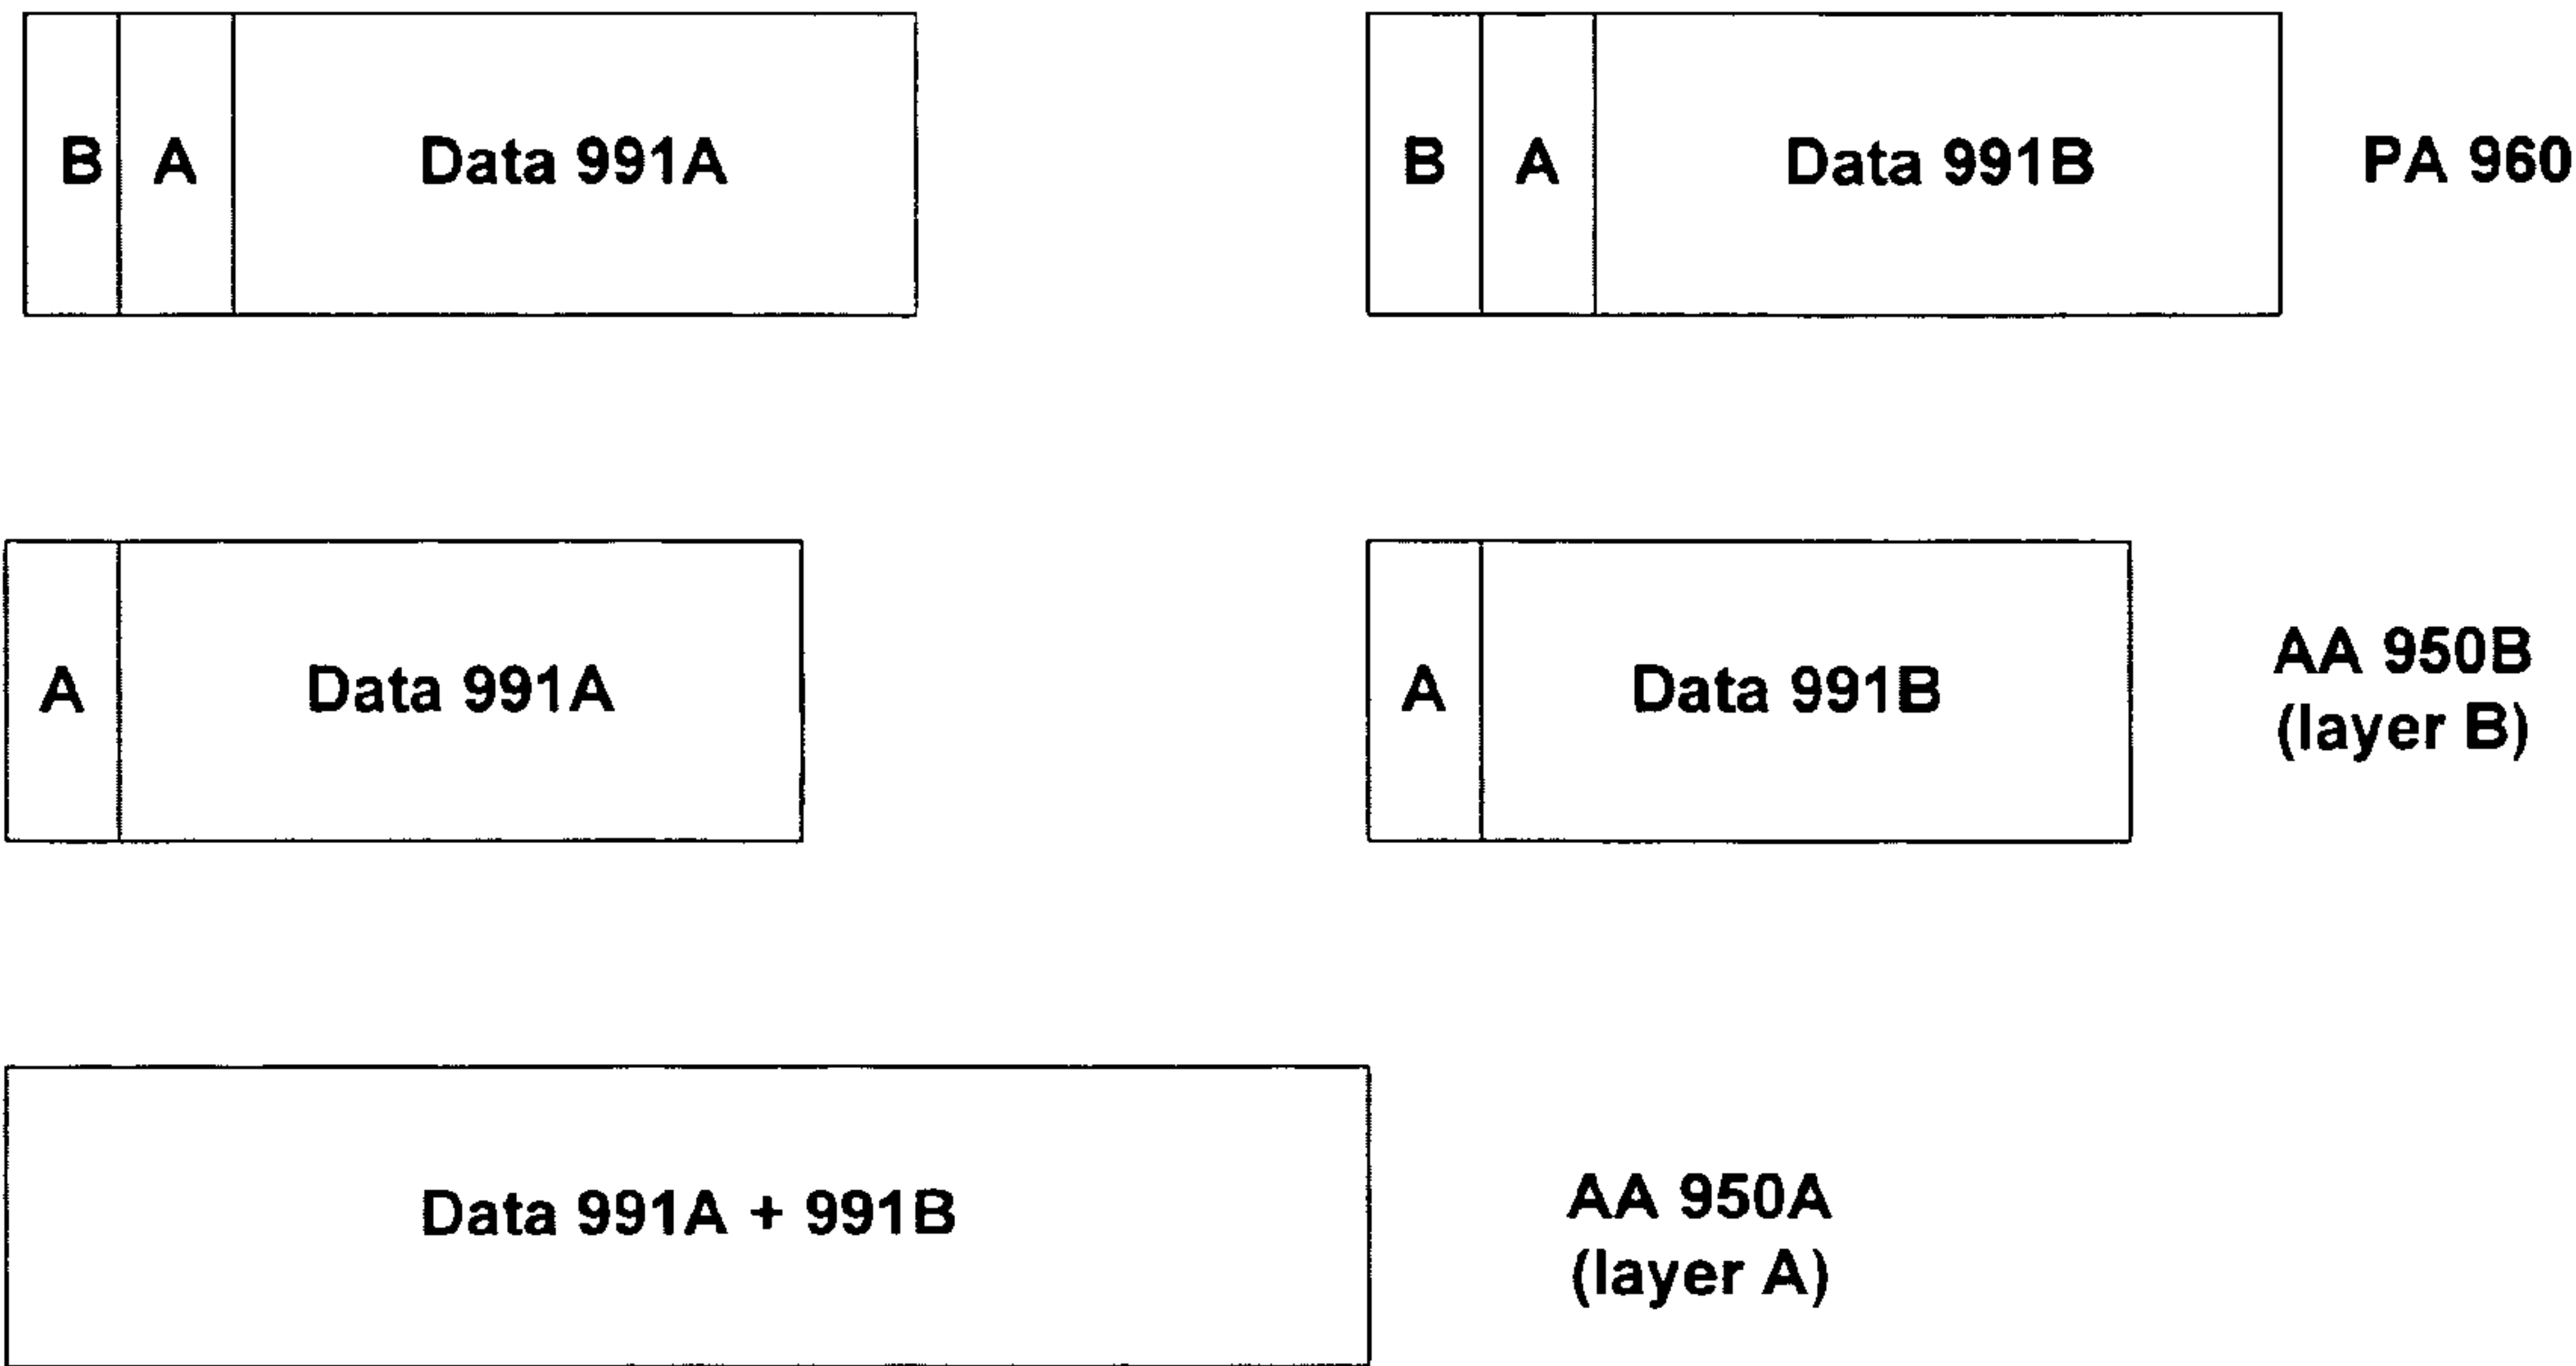 B A Data 991A B A Data 991B PA 960
A Data 991A A Data 991B AA 950B
(layer B)
Data 991A + 991B AA 950A
(layer A)